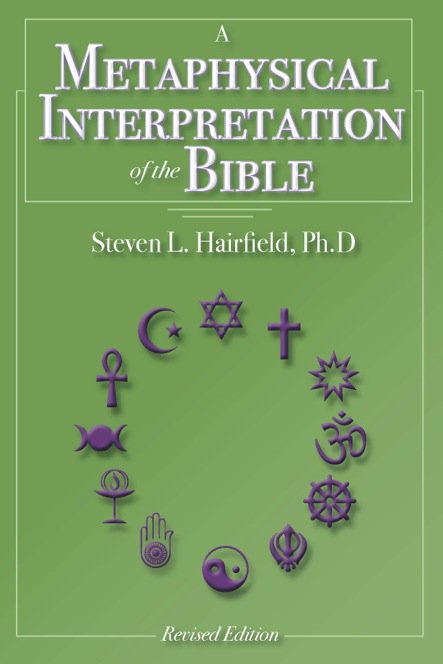 A
METAPHYSICAL
INTERPRETATION
of the BIBLE
Steven L. Hairfield, Ph.D
Revised Edition